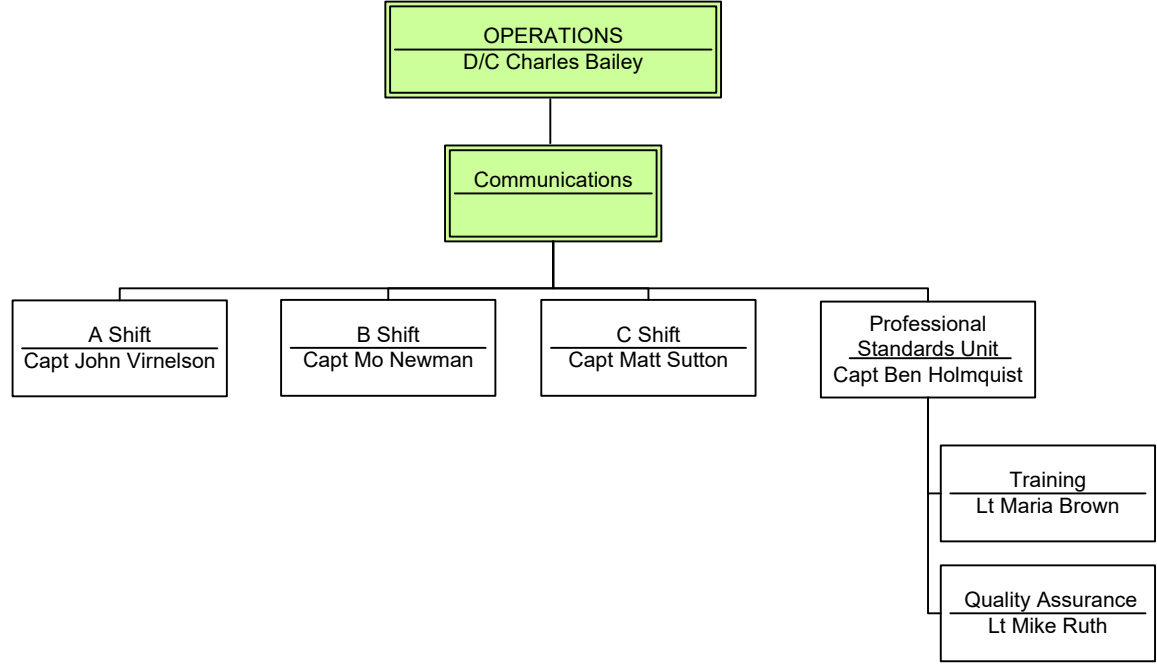 OPERATIONS
D/C Charles Bailey
Communications
A Shift
Capt John Virnelson
B Shift
Capt Mo Newman
C Shift
Capt Matt Sutton
Professional
Standards Unit
Capt Ben Holmquist
Training
Lt Maria Brown
Quality Assurance
Lt Mike Ruth